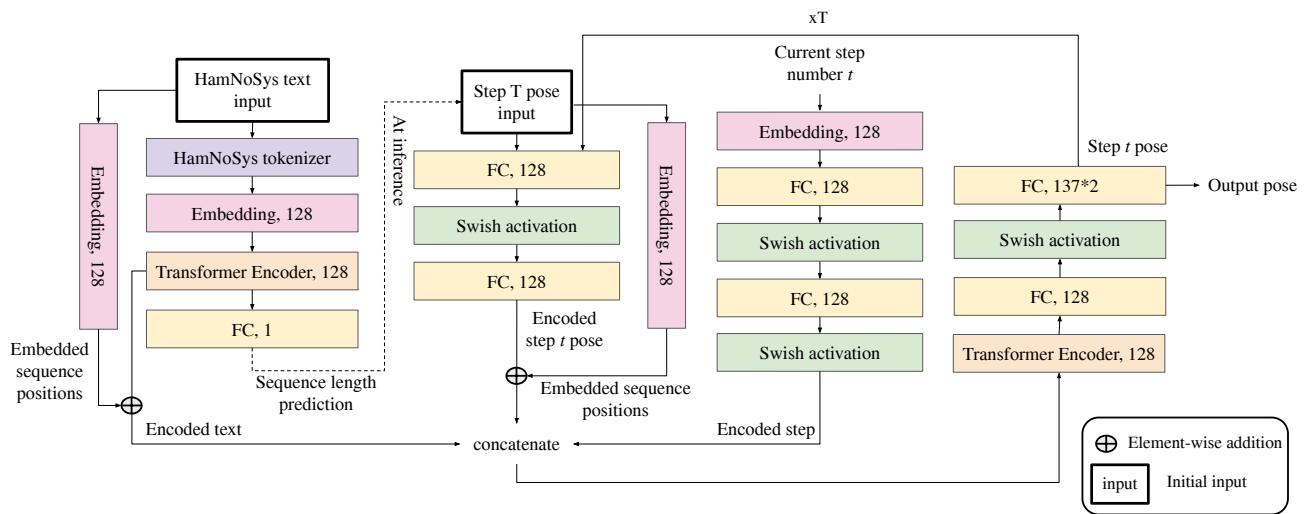 xT
HamNoSys text
input
Embedding, 128
HamNoSys tokenizer
Embedding, 128
Transformer Encoder, 128
FC, 1
Embedded
sequence
positions
Sequence length
prediction
Encoded text
At inference
Step T pose
input
FC, 128
Swish activation
FC, 128
Encoded
step t pose
Embedding, 128
Embedded sequence
positions
concatenate
Current step
number t
Embedding, 128
FC, 128
Swish activation
FC, 128
Swish activation
Encoded step
Step t pose
FC, 137*2
Output pose
Swish activation
FC, 128
Transformer Encoder, 128
Element-wise addition
input
Initial input